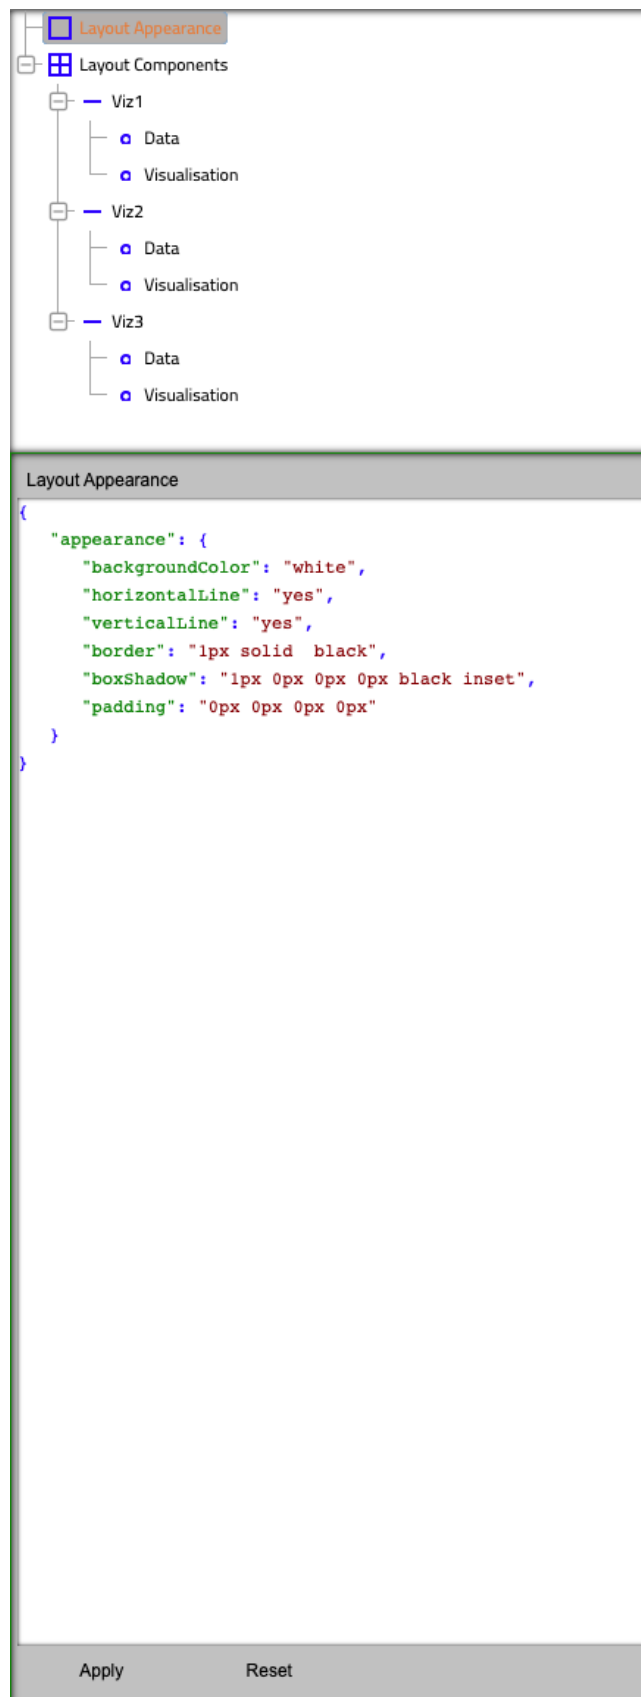 Layout Appearance
Layout Components
Viz1
Data
Visualisation
Viz2
Data
Visualisation
Viz3
Data
Visualisation
Layout Appearance
{
"appearance": {
"backgroundColor": "white",
"horizontalLine": "yes",
"verticalLine": "yes",
"border": "1px solid  black",
"boxShadow": "1px 0px 0px 0px black inset",
"padding": "0px 0px 0px 0px"
}
}
Apply Reset